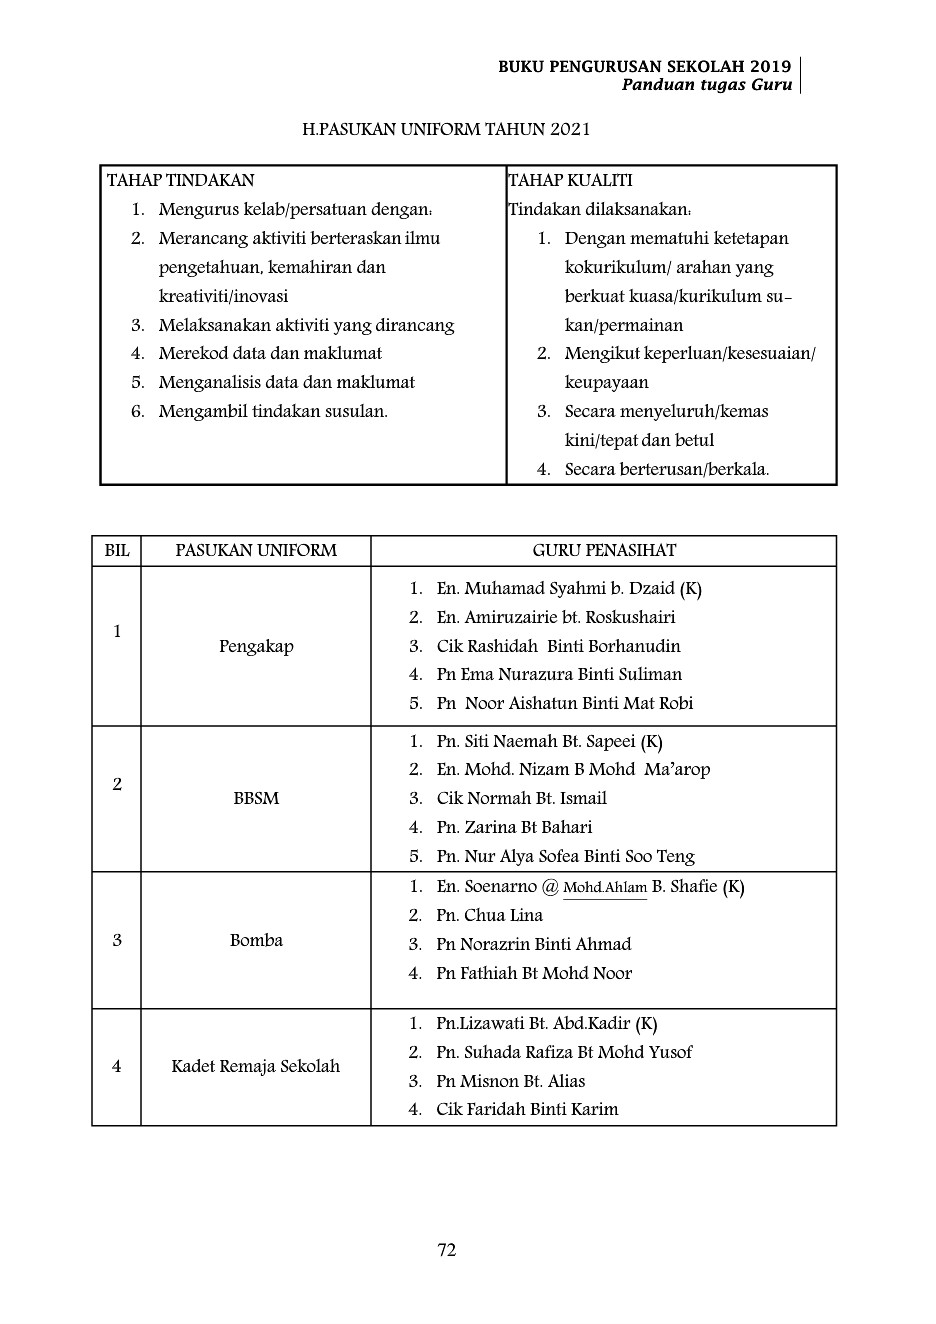 BUKU PENGURUSAN SEKOLAH 2019
Panduan tugas Guru
H.PASUKAN UNIFORM TAHUN 2021
TAHAP TINDAKAN
1. Mengurus kelab/persatuan dengan:
2. Merancang aktiviti berteraskan ilmu
pengetahuan, kemahiran dan
kreativiti/inovasi
3. Melaksanakan aktiviti yang dirancang
4. Merekod data dan maklumat
5. Menganalisis data dan maklumat
6. Mengambil tindakan susulan.
TAHAP KUALITI
Tindakan dilaksanakan:
1. Dengan mematuhi ketetapan
kokurikulum/ arahan yang
berkuat kuasa/kurikulum su-
kan/permainan
2. Mengikut keperluan/kesesuaian/
keupayaan
3. Secara menyeluruh/kemas
kini/tepat dan betul
4. Secara berterusan/berkala.
BIL PASUKAN UNIFORM GURU PENASIHAT
1
Pengakap
1. En. Muhamad Syahmi b. Dzaid (K)
2. En. Amiruzairie bt. Roskushairi
3. Cik Rashidah Binti Borhanudin
4. Pn Ema Nurazura Binti Suliman
5. Pn Noor Aishatun Binti Mat Robi
2
BBSM
1. Pn. Siti Naemah Bt. Sapeei (K)
2. En. Mohd. Nizam B Mohd Ma’arop
3. Cik Normah Bt. Ismail
4. Pn. Zarina Bt Bahari
5. Pn. Nur Alya Sofea Binti Soo Teng
3
Bomba
1. En. Soenarno @ Mohd.Ahlam B. Shafie (K)
2. Pn. Chua Lina
3. Pn Norazrin Binti Ahmad
4. Pn Fathiah Bt Mohd Noor
4
Kadet Remaja Sekolah
1. Pn.Lizawati Bt. Abd.Kadir (K)
2. Pn. Suhada Rafiza Bt Mohd Yusof
3. Pn Misnon Bt. Alias
4. Cik Faridah Binti Karim
72